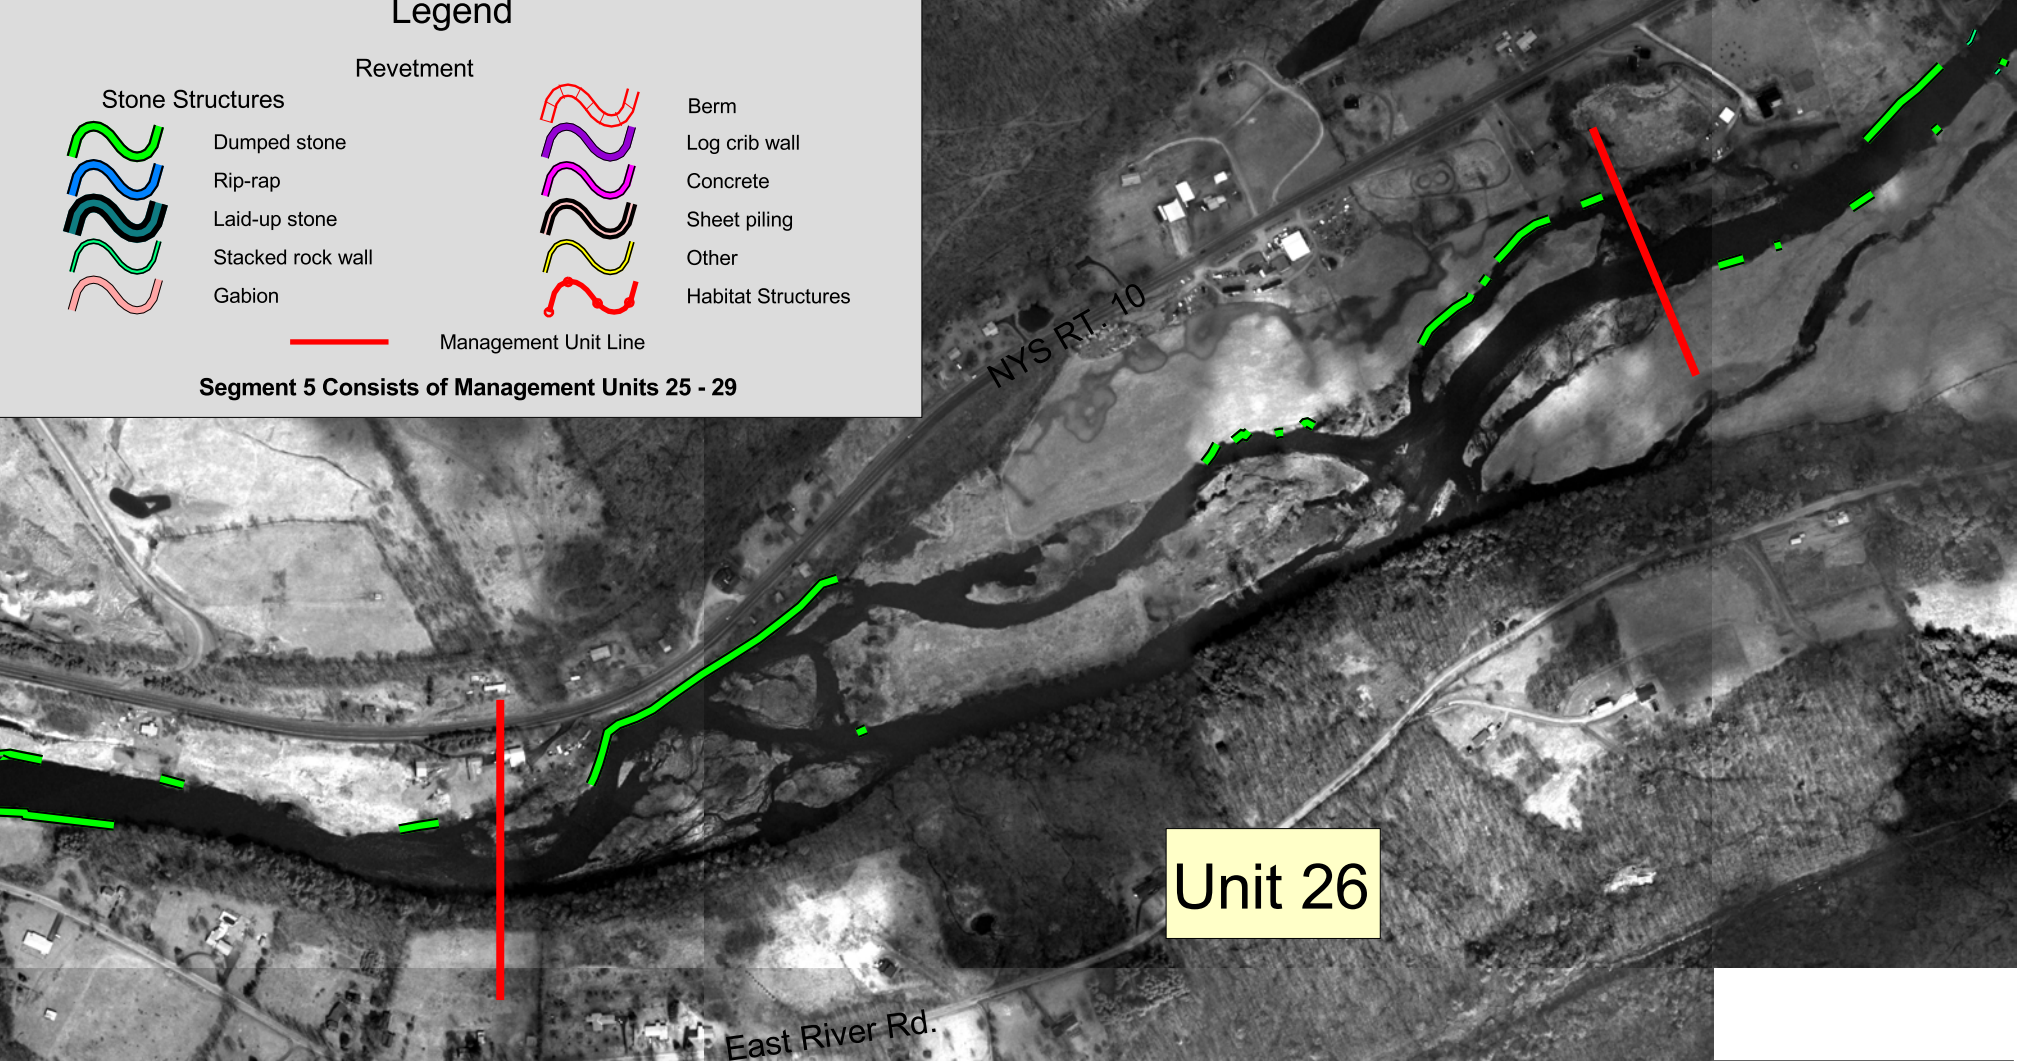 Legend
Revetment
Stone Structures
Dumped stone
Rip-rap
Laid-up stone
Stacked rock wall
Gabion
Berm
Log crib wall
Concrete
Sheet piling
Other
Habitat Structures
Management Unit Line
Segment 5 Consists of Management Units 25 - 29
NYS RT. 10
Unit 26
East River Rd.